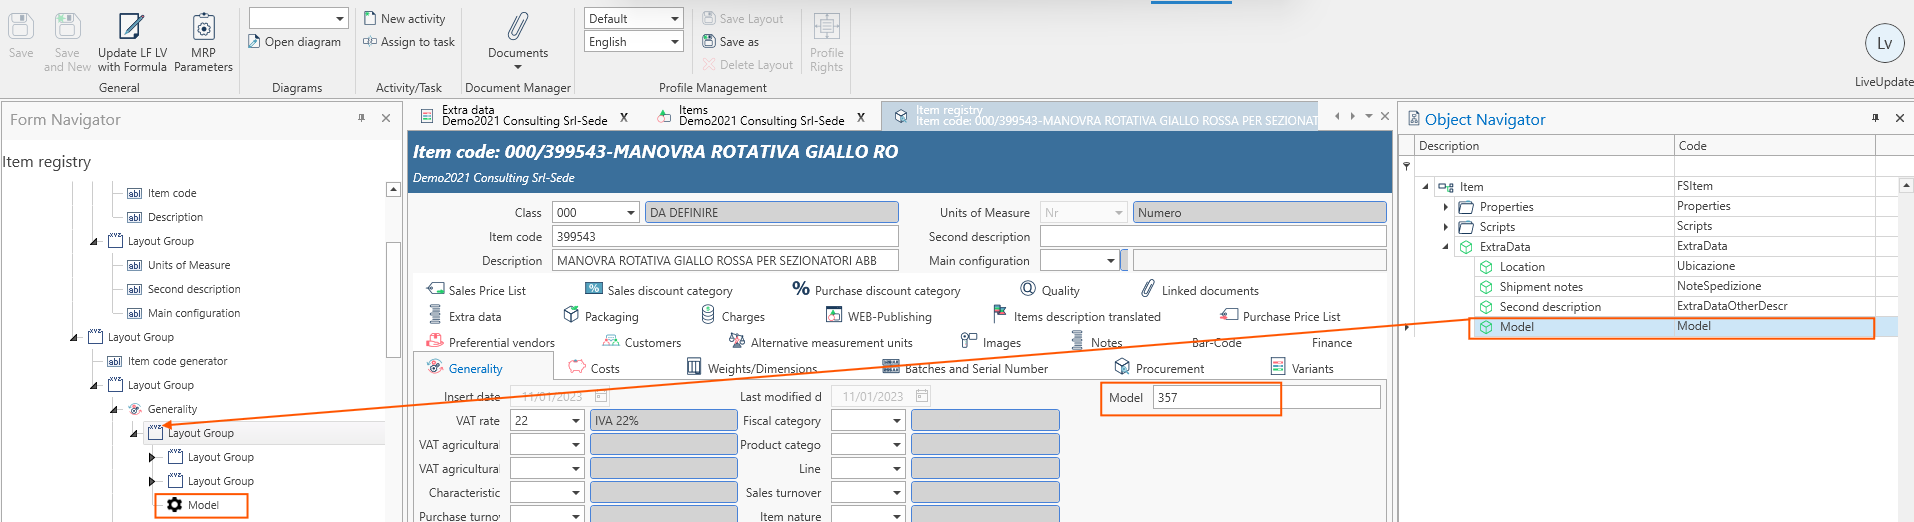 Save
Save
and New
Update LF LV
with Formula
MRP
Parameters
General
Open diagram
Diagrams
New activity
Assign to task
Activity/Task
Documents
Document Manager
Default
English
Save Layout
Save as
Delete Layout
Profile
Rights
Profile Management
Lv
LiveUpdate
Form Navigator
Item registry
Item code
Description
Layout Group
Units of Measure
Second description
Main configuration
Layout Group
Item code generator
Layout Group
Generality
Layout Group
Layout Group
Layout Group
Model
Extra data
Demo2021 Consulting Srl-Sede X
Items
Demo2021 Consulting Srl-Sede X
Item registry
Item code: 000/399543-MANOVRA ROTATIVA GIALLO ROSSA PER SEZIONAT
Item code: 000/399543-MANOVRA ROTATIVA GIALLO RO
Demo2021 Consulting Srl-Sede
Class 000 DA DEFINIRE Units of Measure Nr Numero
Item code 399543 Second description
Description MANOVRA ROTATIVA GIALLO ROSSA PER SEZIONATORI ABB Main configuration
Sales Price List Sales discount category Purchase discount category Quality Linked documents
Extra data Packaging Charges WEB-Publishing Items description translated Purchase Price List
Preferential vendors Customers Alternative measurement units Images Notes Bar-Code Finance
Generality Costs Weights/Dimensions Batches and Serial Number Procurement Variants
Insert date 11/01/2023 Last modified d 11/01/2023 Model 357
VAT rate 22 IVA 22% Fiscal category
VAT agricultural Product catego
VAT agricultural Line
Characteristic Sales turnover
Purchase turnov Item nature
Object Navigator
Description Code
Item FSItem
Properties Properties
Scripts Scripts
ExtraData ExtraData
Location Ubicazione
Shipment notes NoteSpedizione
Second description ExtraDataOtherDescr
Model Model